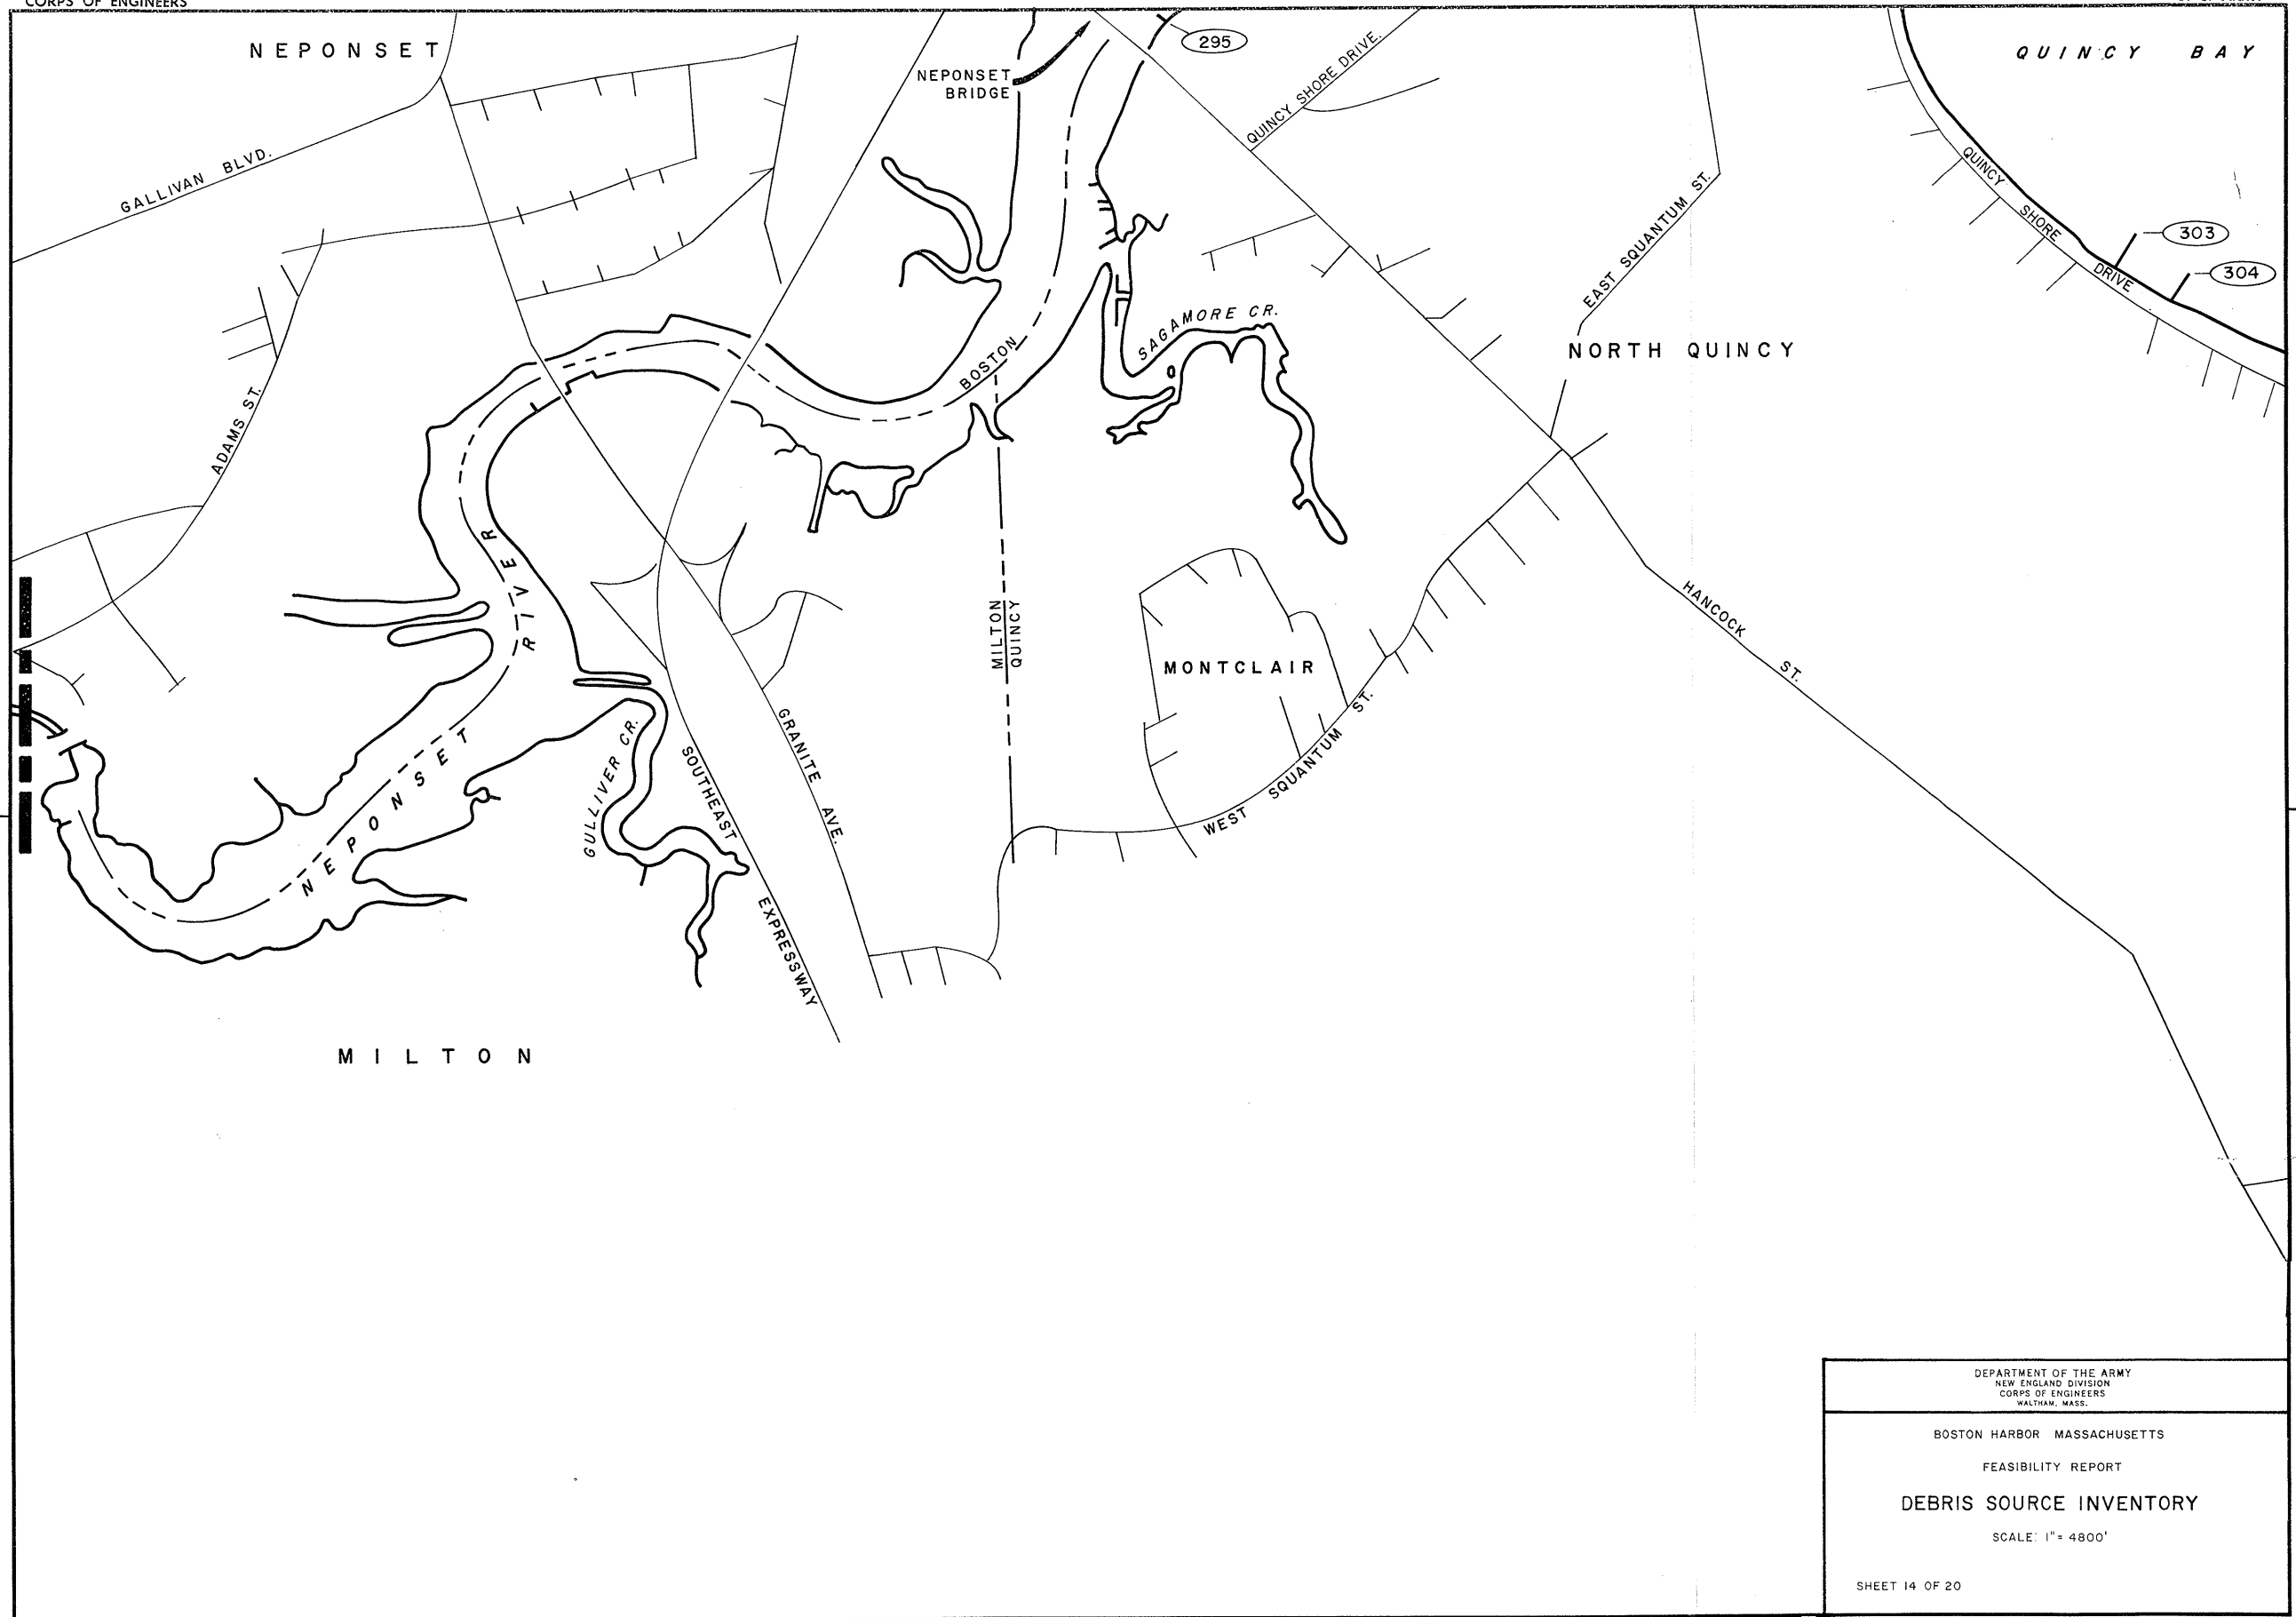 CORPS OF ENGINEERS
NEPONSET
QUINCY BAY
295
NEPONSET
BRIDGE
QUINCY SHORE DRIVE.
GALLIVAN BLVD.
QUINCY SHORE DRIVE
EAST SQUANTUM ST.
303
304
SAGAMORE CR.
BOSTON
NORTH QUINCY
ADAMS ST.
NEPONSET RIVER
MILTON
QUINCY
HANCOCK ST.
MONTCLAIR
WEST SQUANTUM ST.
GRANITE AVE.
GULLIVER CR.
SOUTHEAST EXPRESSWAY
MILTON
DEPARTMENT OF THE ARMY
NEW ENGLAND DIVISION
CORPS OF ENGINEERS
WALTHAM, MASS.
BOSTON HARBOR MASSACHUSETTS
FEASIBILITY REPORT
DEBRIS SOURCE INVENTORY
SCALE: 1" = 4800'
SHEET 14 OF 20